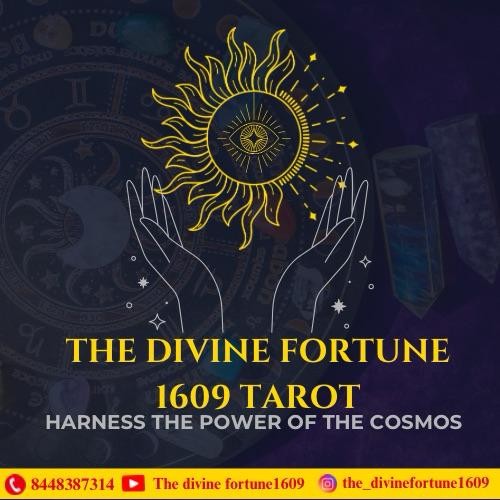 THE DIVINE FORTUNE
1609 TAROT
HARNESS THE POWER OF THE COSMOS
8448387314 The divine fortune1609 the_divinefortune1609